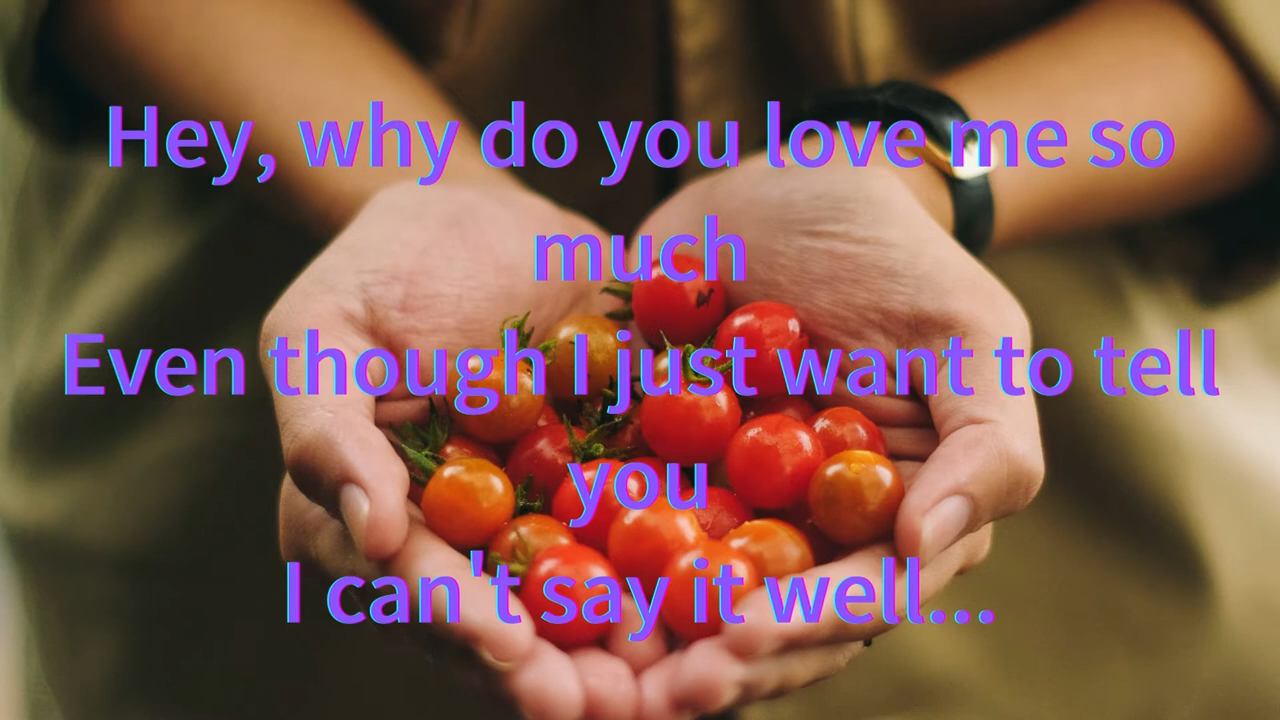 Hey, why do you love me so
much
Even though I just want to tell
you
I can't say it well...